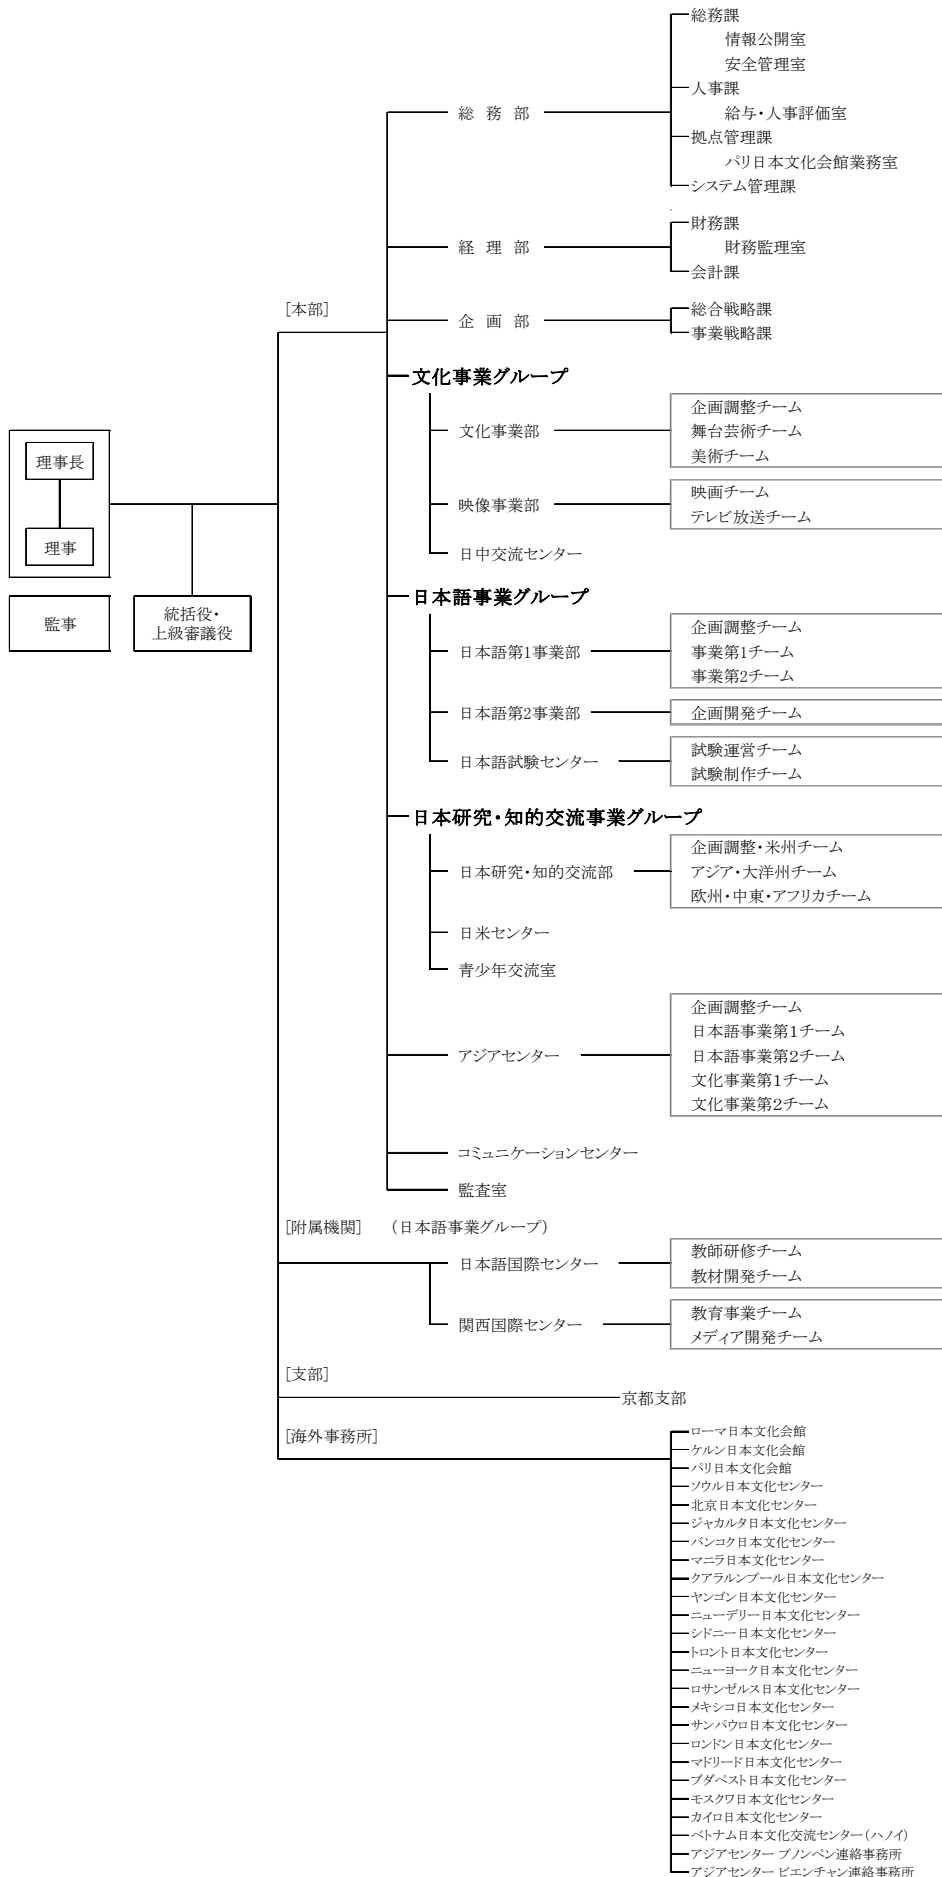 総務課
情報公開室
安全管理室
人事課
総 務 部
給与・人事評価室
拠点管理課
パリ日本文化会館業務室
システム管理課
財務課
経 理 部
財務監理室
会計課
[本部]
総合戦略課
企 画 部
事業戦略課
文化事業グループ
文化事業部
企画調整チーム
舞台芸術チーム
美術チーム
理事長
理事
映像事業部
映画チーム
テレビ放送チーム
日中交流センター
監事
統括役・
上級審議役
日本語事業グループ
日本語第1事業部
企画調整チーム
事業第1チーム
事業第2チーム
日本語第2事業部
企画開発チーム
日本語試験センター
試験運営チーム
試験制作チーム
日本研究・知的交流事業グループ
日本研究・知的交流部
企画調整・米州チーム
アジア・大洋州チーム
欧州・中東・アフリカチーム
日米センター
青少年交流室
アジアセンター
企画調整チーム
日本語事業第1チーム
日本語事業第2チーム
文化事業第1チーム
文化事業第2チーム
コミュニケーションセンター
監査室
[附属機関] (日本語事業グループ)
日本語国際センター
教師研修チーム
教材開発チーム
関西国際センター
教育事業チーム
メディア開発チーム
[支部]
京都支部
[海外事務所]
ローマ日本文化会館
ケルン日本文化会館
パリ日本文化会館
ソウル日本文化センター
北京日本文化センター
ジャカルタ日本文化センター
バンコク日本文化センター
マニラ日本文化センター
クアラルンプール日本文化センター
ヤンゴン日本文化センター
ニューデリー日本文化センター
シドニー日本文化センター
トロント日本文化センター
ニューヨーク日本文化センター
ロサンゼルス日本文化センター
メキシコ日本文化センター
サンパウロ日本文化センター
ロンドン日本文化センター
マドリード日本文化センター
ブダペスト日本文化センター
モスクワ日本文化センター
カイロ日本文化センター
ベトナム日本文化交流センター(ハノイ)
アジアセンター プノンペン連絡事務所
アジアセンター ビエンチャン連絡事務所